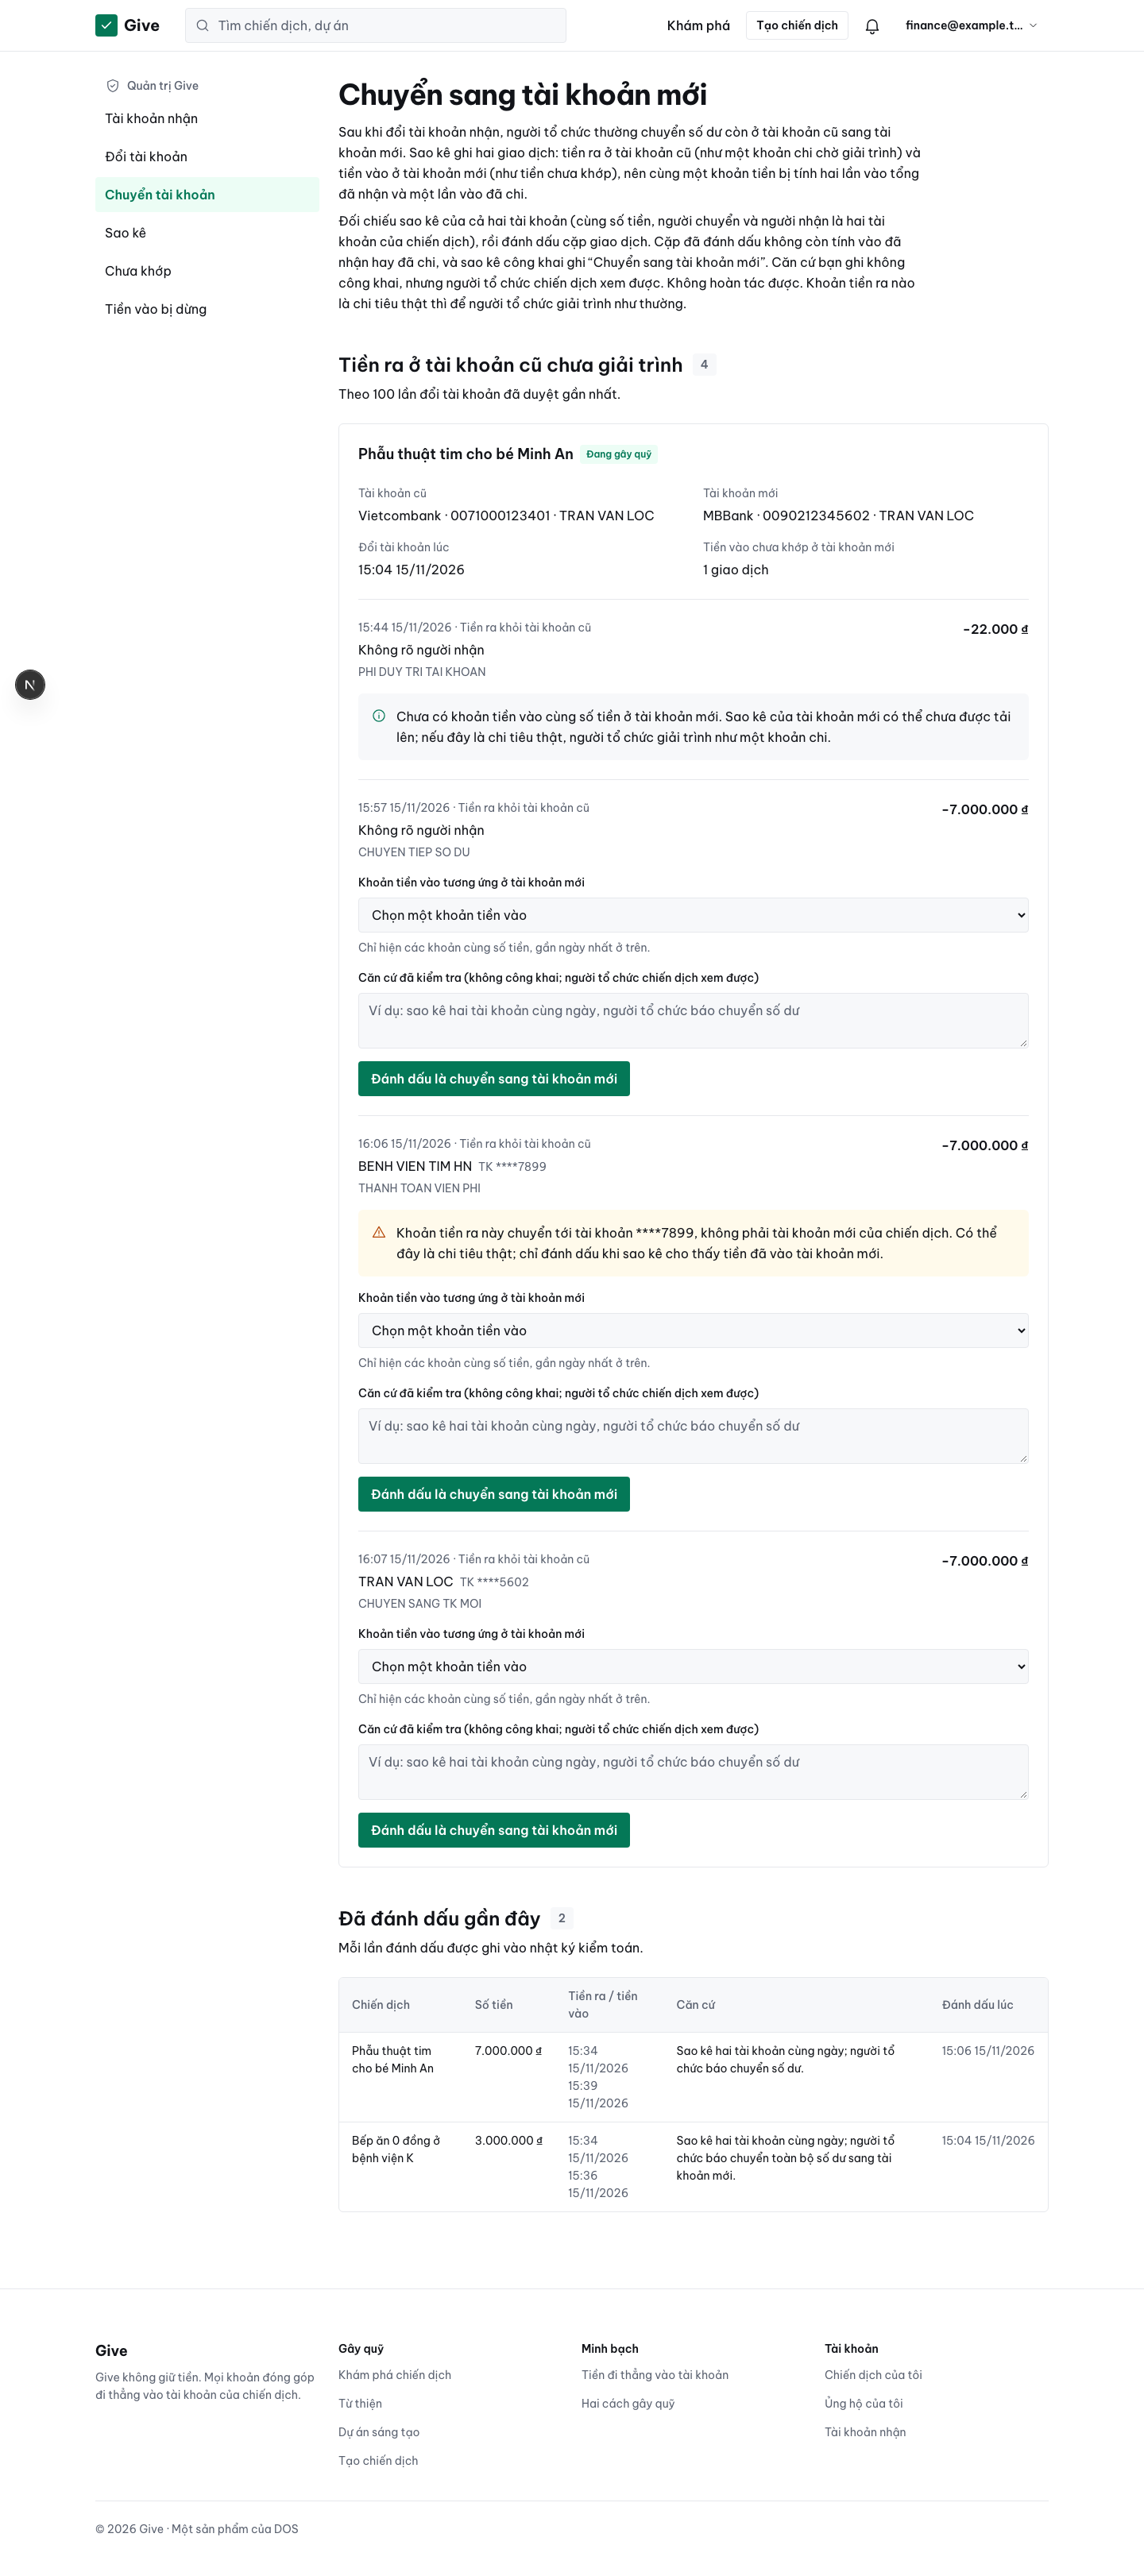 Give
Tìm chiến dịch, dự án
Khám phá
Tạo chiến dịch
finance@example.t...
Quản trị Give
Tài khoản nhận
Đổi tài khoản
Chuyển tài khoản
Sao kê
Chưa khớp
Tiền vào bị dừng
Chuyển sang tài khoản mới
Sau khi đổi tài khoản nhận, người tổ chức thường chuyển số dư còn ở tài khoản cũ sang tài
khoản mới. Sao kê ghi hai giao dịch: tiền ra ở tài khoản cũ (như một khoản chi chờ giải trình) và
tiền vào ở tài khoản mới (như tiền chưa khớp), nên cùng một khoản tiền bị tính hai lần vào tổng
đã nhận và một lần vào đã chi.
Đối chiếu sao kê của cả hai tài khoản (cùng số tiền, người chuyển và người nhận là hai tài
khoản của chiến dịch), rồi đánh dấu cặp giao dịch. Cặp đã đánh dấu không còn tính vào đã
nhận hay đã chi, và sao kê công khai ghi “Chuyển sang tài khoản mới”. Căn cứ bạn ghi không
công khai, nhưng người tổ chức chiến dịch xem được. Không hoàn tác được. Khoản tiền ra nào
là chi tiêu thật thì để người tổ chức giải trình như thường.
Tiền ra ở tài khoản cũ chưa giải trình 4
Theo 100 lần đổi tài khoản đã duyệt gần nhất.
Phẫu thuật tim cho bé Minh An Đang gây quỹ
Tài khoản cũ
Vietcombank · 0071000123401 · TRAN VAN LOC
Tài khoản mới
MBBank · 0090212345602 · TRAN VAN LOC
Đổi tài khoản lúc
15:04 15/11/2026
Tiền vào chưa khớp ở tài khoản mới
1 giao dịch
15:44 15/11/2026 · Tiền ra khỏi tài khoản cũ
-22.000 ₫
Không rõ người nhận
PHI DUY TRI TAI KHOAN
Chưa có khoản tiền vào cùng số tiền ở tài khoản mới. Sao kê của tài khoản mới có thể chưa được tải
lên; nếu đây là chi tiêu thật, người tổ chức giải trình như một khoản chi.
15:57 15/11/2026 · Tiền ra khỏi tài khoản cũ
-7.000.000 ₫
Không rõ người nhận
CHUYEN TIEP SO DU
Khoản tiền vào tương ứng ở tài khoản mới
Chọn một khoản tiền vào
Chỉ hiện các khoản cùng số tiền, gần ngày nhất ở trên.
Căn cứ đã kiểm tra (không công khai; người tổ chức chiến dịch xem được)
Ví dụ: sao kê hai tài khoản cùng ngày, người tổ chức báo chuyển số dư
Đánh dấu là chuyển sang tài khoản mới
16:06 15/11/2026 · Tiền ra khỏi tài khoản cũ
-7.000.000 ₫
BENH VIEN TIM HN TK ****7899
THANH TOAN VIEN PHI
Khoản tiền ra này chuyển tới tài khoản ****7899, không phải tài khoản mới của chiến dịch. Có thể
đây là chi tiêu thật; chỉ đánh dấu khi sao kê cho thấy tiền đã vào tài khoản mới.
Khoản tiền vào tương ứng ở tài khoản mới
Chọn một khoản tiền vào
Chỉ hiện các khoản cùng số tiền, gần ngày nhất ở trên.
Căn cứ đã kiểm tra (không công khai; người tổ chức chiến dịch xem được)
Ví dụ: sao kê hai tài khoản cùng ngày, người tổ chức báo chuyển số dư
Đánh dấu là chuyển sang tài khoản mới
16:07 15/11/2026 · Tiền ra khỏi tài khoản cũ
-7.000.000 ₫
TRAN VAN LOC TK ****5602
CHUYEN SANG TK MOI
Khoản tiền vào tương ứng ở tài khoản mới
Chọn một khoản tiền vào
Chỉ hiện các khoản cùng số tiền, gần ngày nhất ở trên.
Căn cứ đã kiểm tra (không công khai; người tổ chức chiến dịch xem được)
Ví dụ: sao kê hai tài khoản cùng ngày, người tổ chức báo chuyển số dư
Đánh dấu là chuyển sang tài khoản mới
Đã đánh dấu gần đây 2
Mỗi lần đánh dấu được ghi vào nhật ký kiểm toán.
Chiến dịch
Số tiền
Tiền ra / tiền
vào
Căn cứ
Đánh dấu lúc
Phẫu thuật tim
cho bé Minh An
7.000.000 ₫
15:34
15/11/2026
15:39
15/11/2026
Sao kê hai tài khoản cùng ngày; người tổ
chức báo chuyển số dư.
15:06 15/11/2026
Bếp ăn 0 đồng ở
bệnh viện K
3.000.000 ₫
15:34
15/11/2026
15:36
15/11/2026
Sao kê hai tài khoản cùng ngày; người tổ
chức báo chuyển toàn bộ số dư sang tài
khoản mới.
15:04 15/11/2026
Give
Give không giữ tiền. Mọi khoản đóng góp
đi thẳng vào tài khoản của chiến dịch.
Gây quỹ
Khám phá chiến dịch
Từ thiện
Dự án sáng tạo
Tạo chiến dịch
Minh bạch
Tiền đi thẳng vào tài khoản
Hai cách gây quỹ
Tài khoản
Chiến dịch của tôi
Ủng hộ của tôi
Tài khoản nhận
© 2026 Give · Một sản phẩm của DOS